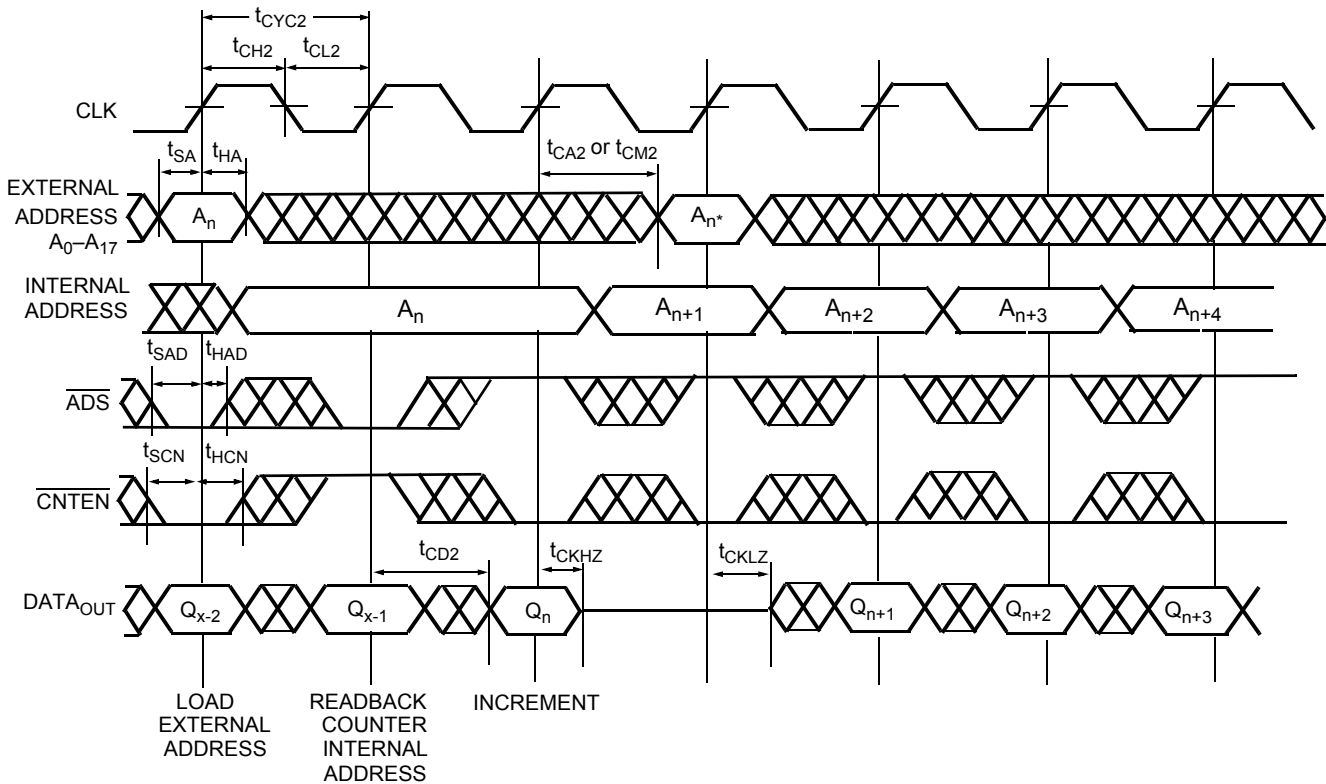 tCYC2
tCH2 tCL2
CLK
tSA tHA
tCA2 or tCM2
EXTERNAL
ADDRESS
A0–A17
An
An*
INTERNAL
ADDRESS
An
An+1
An+2
An+3
An+4
tSAD tHAD
ADS
tSCN tHCN
CNTEN
tCD2
tCKHZ
tCKLZ
DATAOUT
Qx-2
Qx-1
Qn
Qn+1
Qn+2
Qn+3
LOAD
EXTERNAL
ADDRESS
READBACK
COUNTER
INTERNAL
ADDRESS
INCREMENT